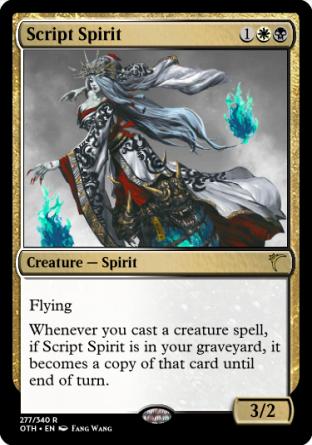 Script Spirit 1
Creature — Spirit
Flying
Whenever you cast a creature spell,
if Script Spirit is in your graveyard, it
becomes a copy of that card until
end of turn.
277/340 R
OTH • EN FANG WANG
3/2